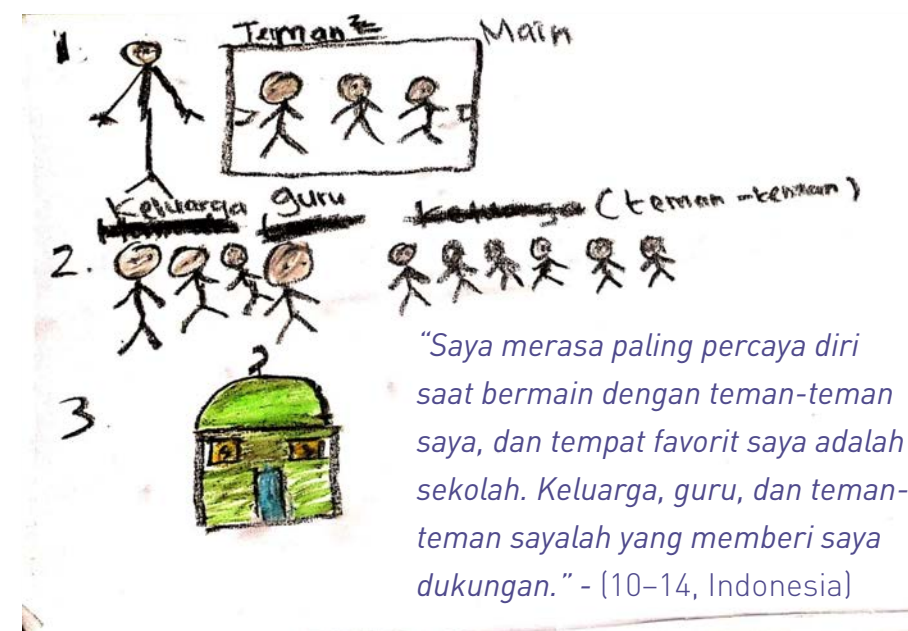 1. Teman² Main
Keluarga guru (teman-teman)
2.
3
"Saya merasa paling percaya diri
saat bermain dengan teman-teman
saya, dan tempat favorit saya adalah
sekolah. Keluarga, guru, dan teman-
teman sayalah yang memberi saya
dukungan." - (10–14, Indonesia)